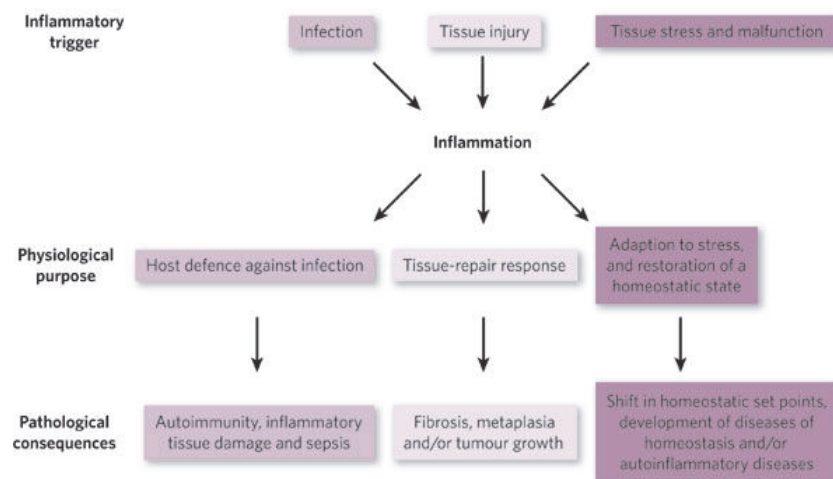 Inflammatory
trigger
Infection
Tissue injury
Tissue stress and malfunction
Inflammation
Physiological
purpose
Host defence against infection
Tissue-repair response
Adaption to stress,
and restoration of a
homeostatic state
Pathological
consequences
Autoimmunity, inflammatory
tissue damage and sepsis
Fibrosis, metaplasia
and/or tumour growth
Shift in homeostatic set points,
development of diseases of
homeostasis and/or
autoinflammatory diseases